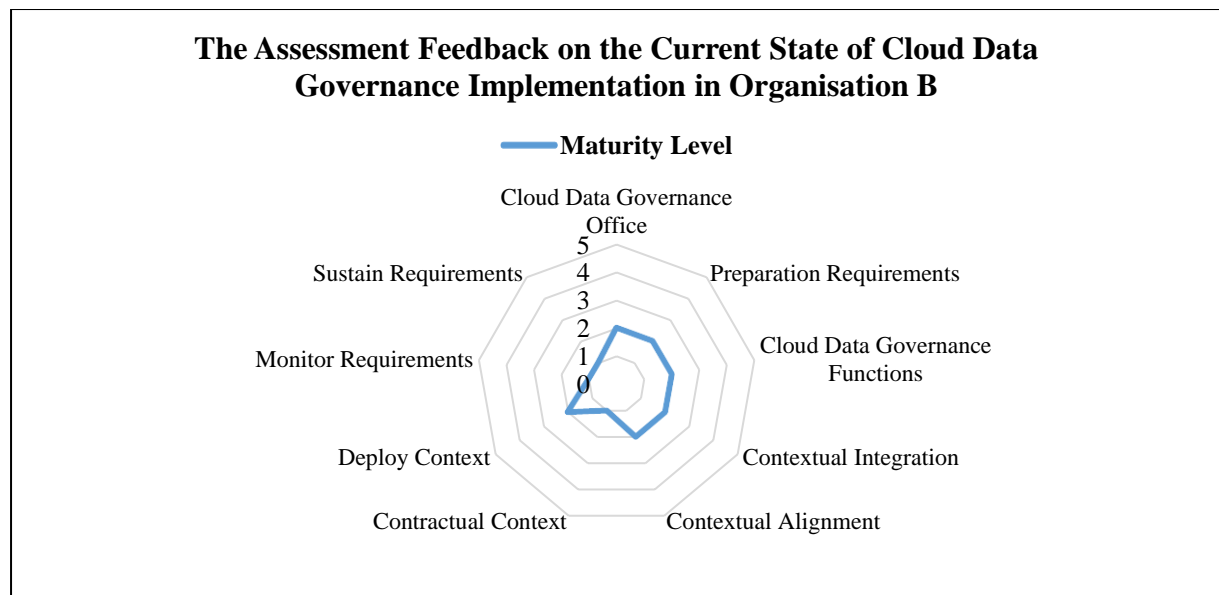 The Assessment Feedback on the Current State of Cloud Data
Governance Implementation in Organisation B
Maturity Level
Cloud Data Governance
Office
5
Sustain Requirements
4
Preparation Requirements
3
2
Monitor Requirements
1
Cloud Data Governance
Functions
0
Deploy Context
Contextual Integration
Contractual Context
Contextual Alignment